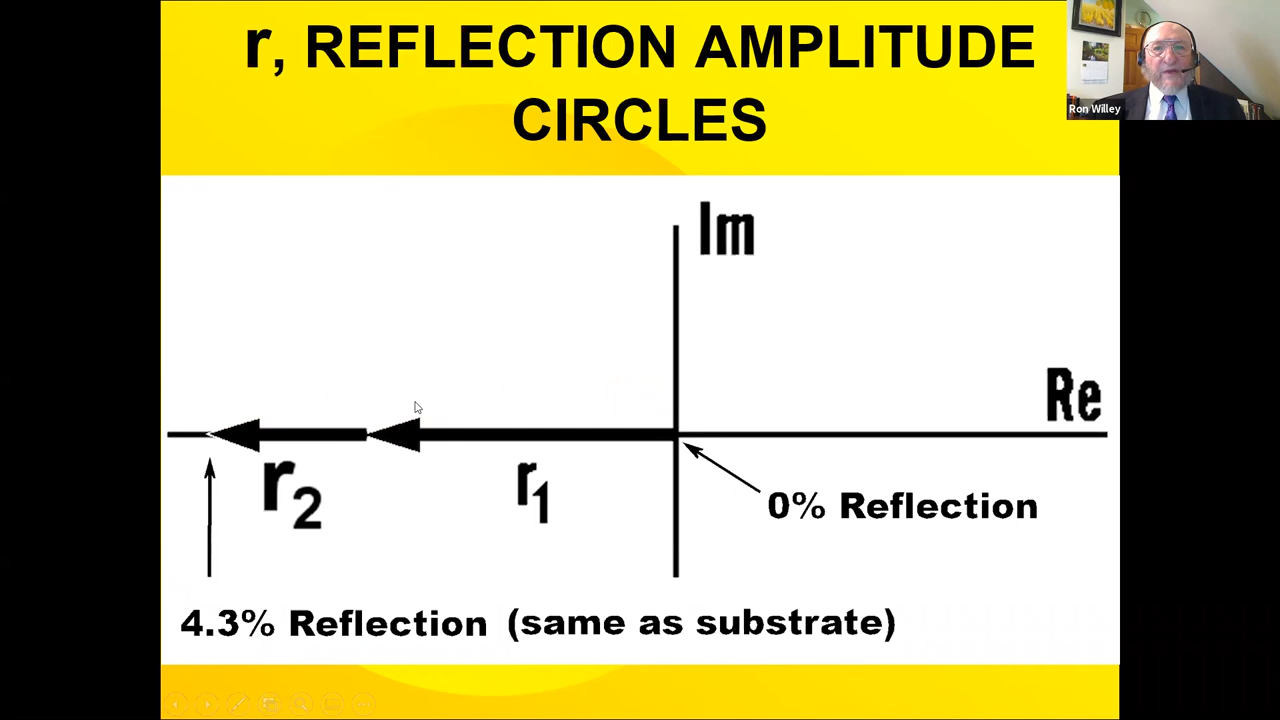 r, REFLECTION AMPLITUDE
CIRCLES
Ron Willey
Im
Re
r2
r1
0% Reflection
4.3% Reflection (same as substrate)